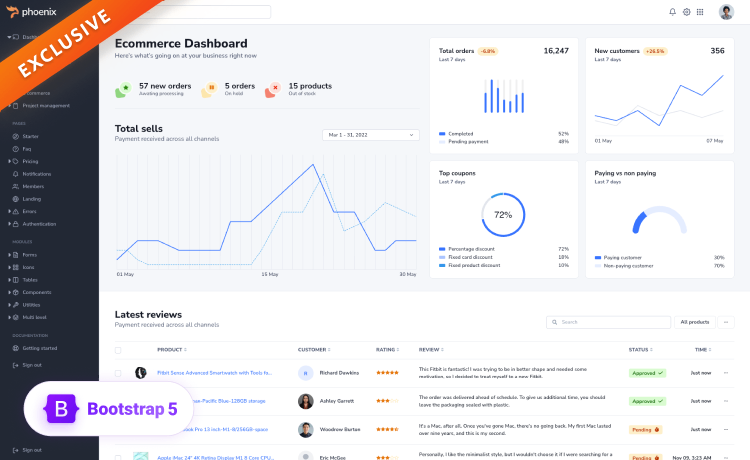 EXCLUSIVE
phoenix
Ecommerce Dashboard
Here's what's going on at your business right now
57 new orders
Awaiting processing
5 orders
On hold
15 products
Out of stock
Total sells
Payment received across all channels
Mar 1 - 31, 2022
01 May
15 May
30 May
Total orders -6.8% 16,247
Last 7 days
Completed 52%
Pending payment 48%
New customers +26.5% 356
Last 7 days
01 May 07 May
Top coupons
Last 7 days
72%
Percentage discount 72%
Fixed card discount 18%
Fixed product discount 10%
Paying vs non paying
Last 7 days
Paying customer 30%
Non-paying customer 70%
Project management
PAGES
Starter
Faq
Pricing
Notifications
Members
Landing
Errors
Authentication
MODULES
Forms
Icons
Tables
Components
Utilities
Multi level
DOCUMENTATION
Getting started
Sign out
Sign out
B Bootstrap 5
Latest reviews
Payment received across all channels
Search
All products
PRODUCT CUSTOMER RATING REVIEW STATUS TIME
Fitbit Sense Advanced Smartwatch with Tools fo...
R Richard Dawkins
This Fitbit is fantastic! I was trying to be in better shape and needed some
motivation, so I decided to treat myself to a new Fitbit.
Approved
Just now
-Pacific Blue-128GB storage
Ashley Garrett
The order was delivered ahead of schedule. To give us additional time, you should
leave the packaging sealed with plastic.
Approved
Just now
Pro 13 inch-M1-8/256GB-space
Woodrow Burton
It's a Mac, after all. Once you've gone Mac, there's no going back. My first Mac lasted
over nine years, and this is my second.
Pending
Just now
Apple iMac 24" 4K Retina Display M1 8 Core CPU...
Eric McGee
Personally, I like the minimalist style, but I wouldn't choose it if I were searching for a
Pending
Nov 09, 3:23 AM